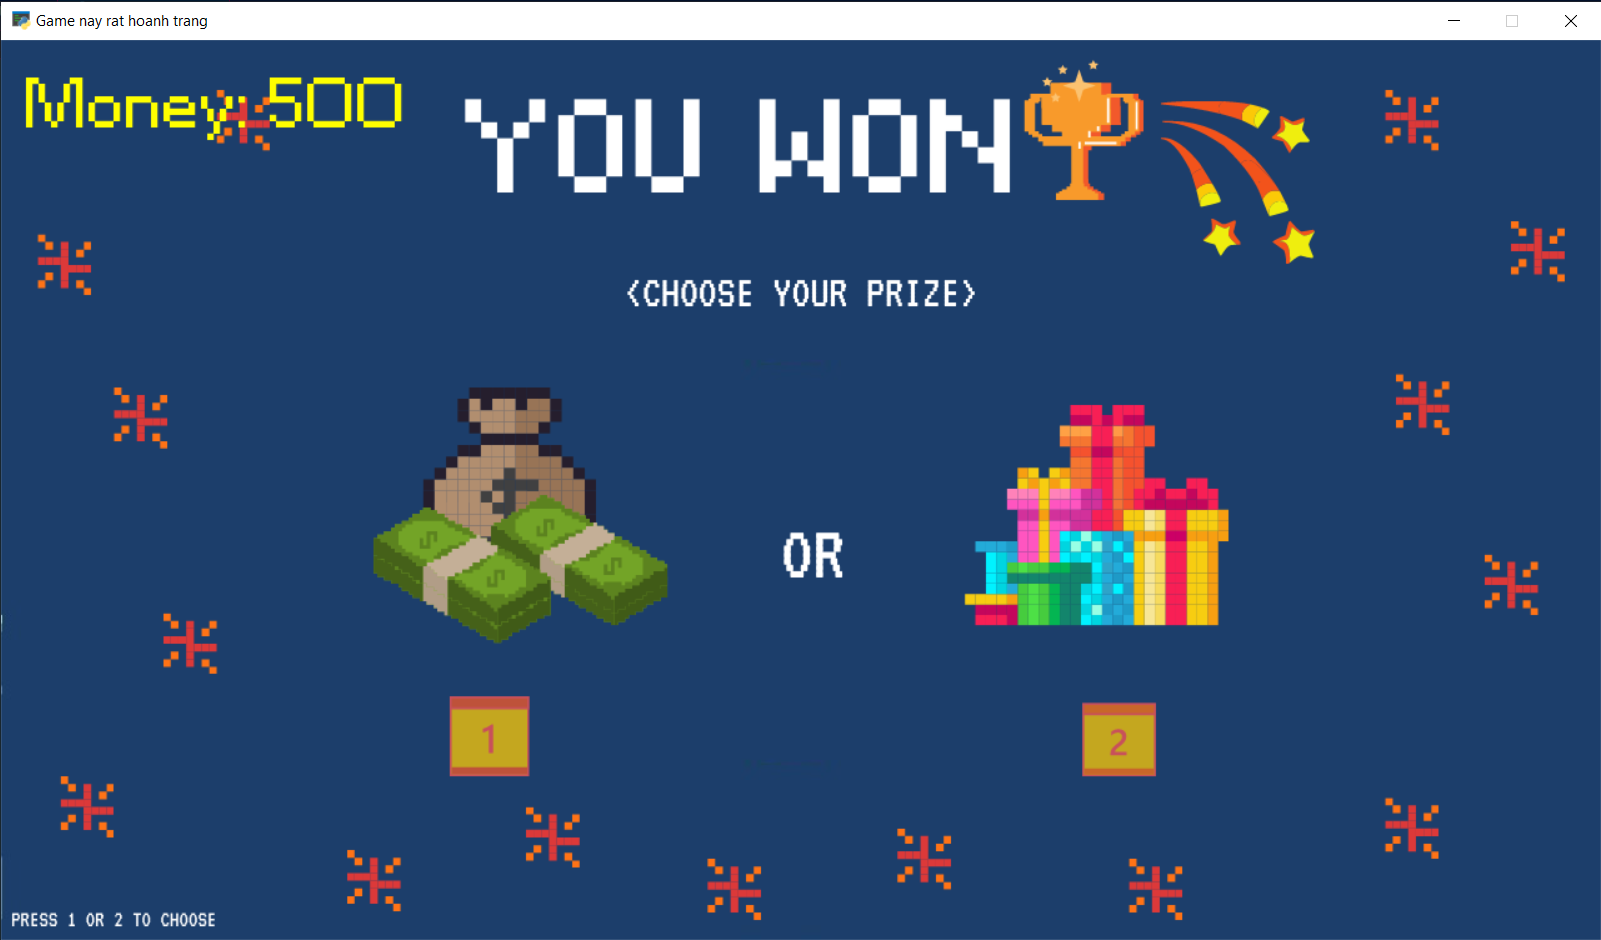 Game nay rat hoanh trang
Money: 500
YOU WON
<CHOOSE YOUR PRIZE>
OR
1
2
PRESS 1 OR 2 TO CHOOSE